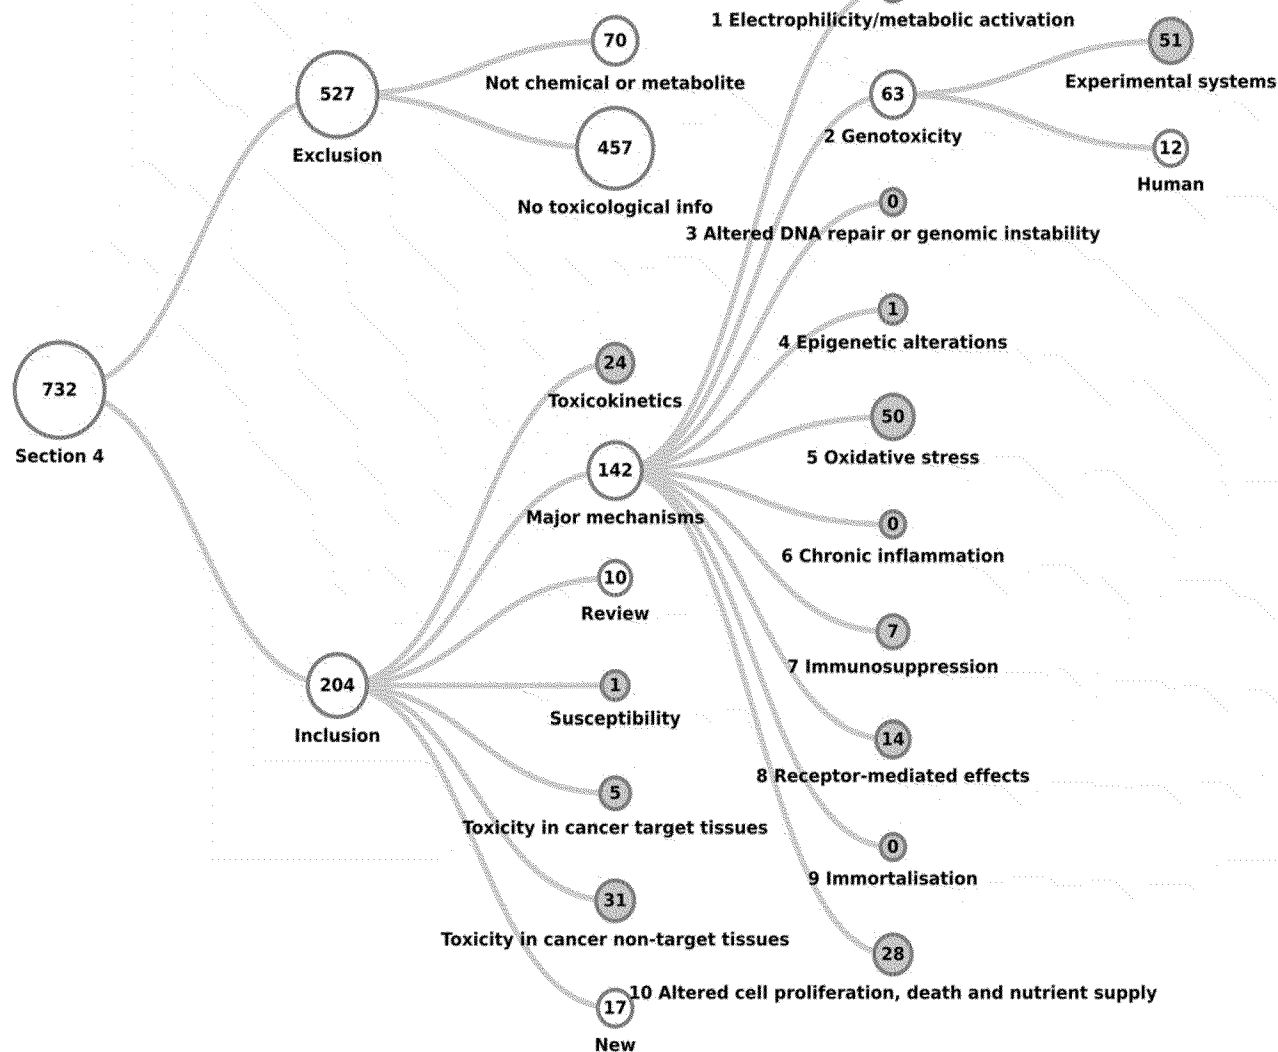 1 Electrophilicity/metabolic activation
70
Not chemical or metabolite
51
Experimental systems
527
Exclusion
63
2 Genotoxicity
457
No toxicological info
12
Human
0
3 Altered DNA repair or genomic instability
1
4 Epigenetic alterations
732
Section 4
24
Toxicokinetics
50
5 Oxidative stress
142
Major mechanisms
0
6 Chronic inflammation
10
Review
7
7 Immunosuppression
204
Inclusion
1
Susceptibility
14
8 Receptor-mediated effects
5
Toxicity in cancer target tissues
0
9 Immortalisation
31
Toxicity in cancer non-target tissues
28
10 Altered cell proliferation, death and nutrient supply
17
New